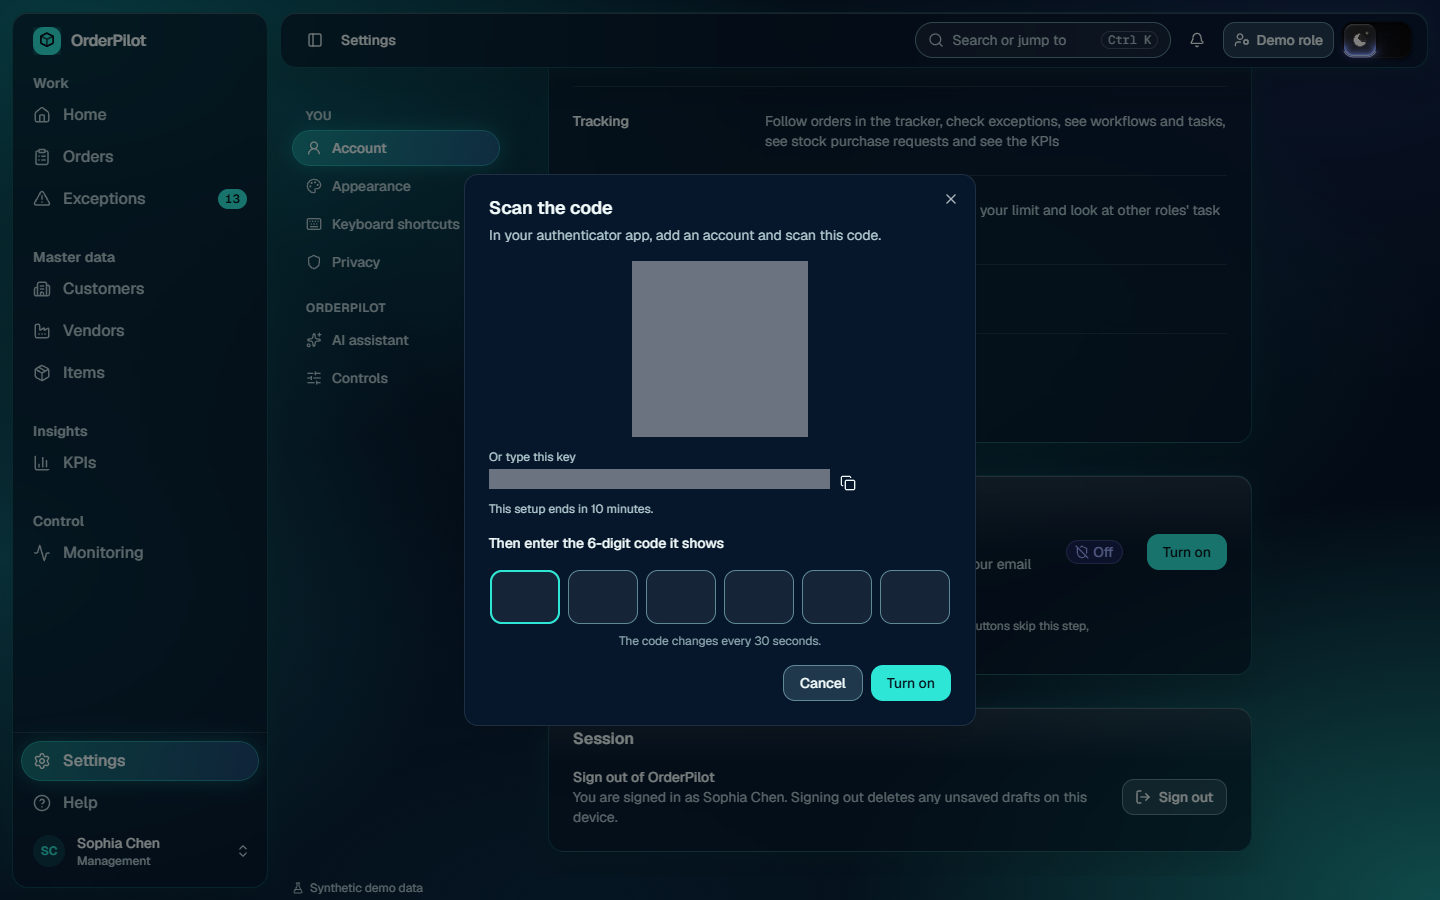 OrderPilot
Work
Home
Orders
Exceptions
13
Master data
Customers
Vendors
Items
Insights
KPIs
Control
Monitoring
Settings
Help
SC
Sophia Chen
Management
Settings
Search or jump to
Ctrl K
Demo role
YOU
Account
Appearance
Keyboard shortcuts
Privacy
ORDERPILOT
AI assistant
Controls
Tracking
Follow orders in the tracker, check exceptions, see workflows and tasks,
see stock purchase requests and see the KPIs
your limit and look at other roles' task
Scan the code
In your authenticator app, add an account and scan this code.
Or type this key
This setup ends in 10 minutes.
Then enter the 6-digit code it shows
The code changes every 30 seconds.
Cancel
Turn on
email
Off
Turn on
skip this step,
Session
Sign out of OrderPilot
You are signed in as Sophia Chen. Signing out deletes any unsaved drafts on this
device.
Sign out
Synthetic demo data